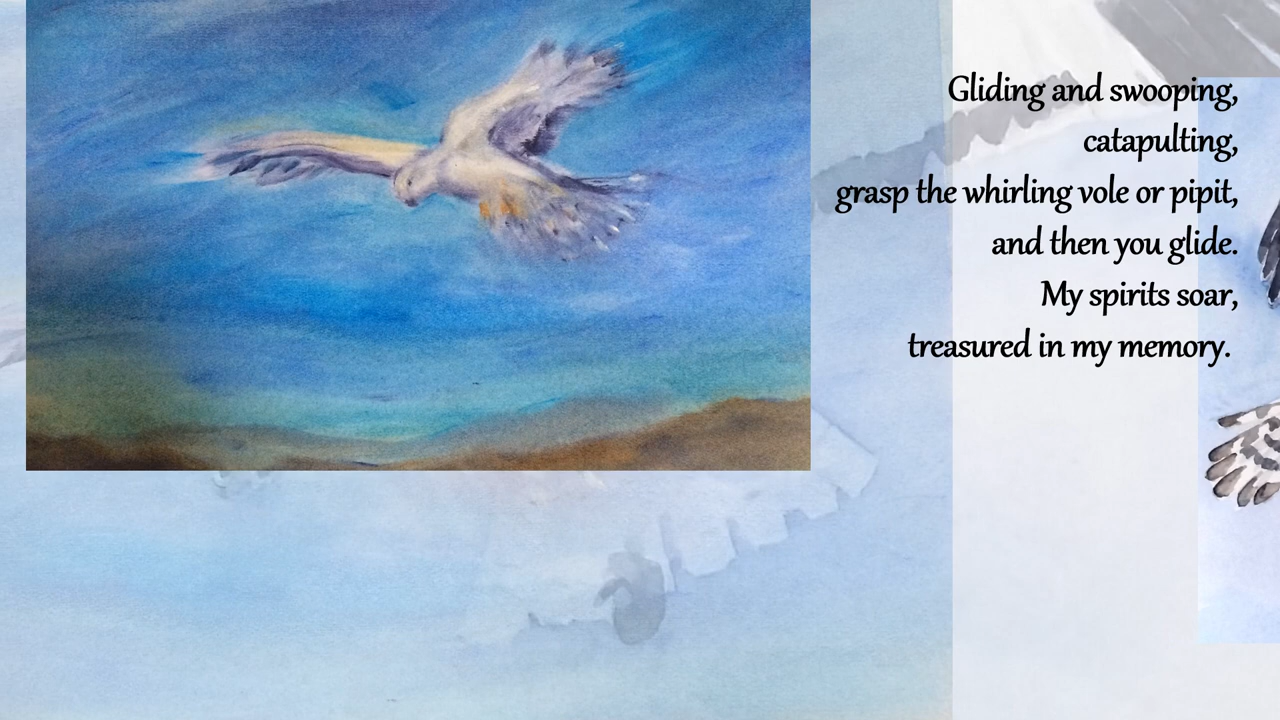 Gliding and swooping,
catapulting,
grasp the whirling vole or pipit,
and then you glide.
My spirits soar,
treasured in my memory.